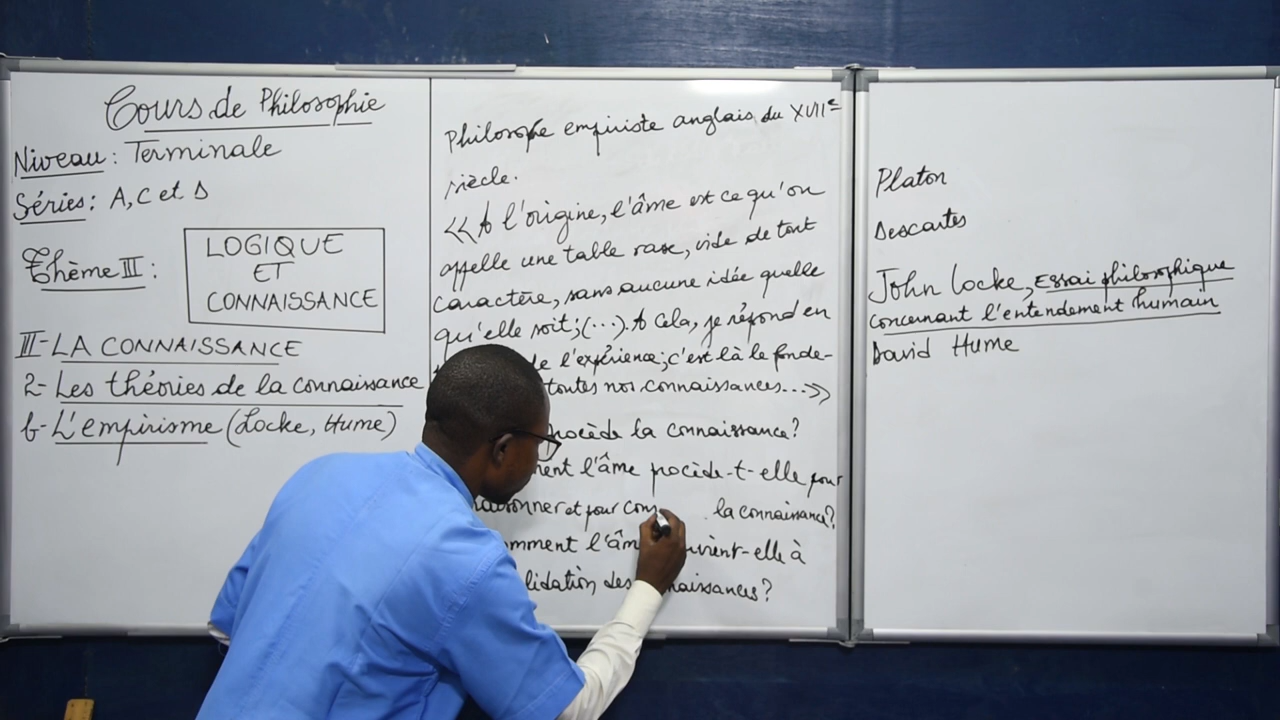 Cours de Philosophie
Niveau : Terminale
Séries : A, C et D
Thème III :
LOGIQUE
ET
CONNAISSANCE
III- LA CONNAISSANCE
2- Les théories de la connaissance
b- L'empirisme (Locke, Hume)
Philosophe empiriste anglais du XVIIe
siècle.
<< A l'origine, l'âme est ce qu'on
appelle une table rase, vide de tout
caractère, sans aucune idée quelle
qu'elle soit; (...). A cela, je répond en
de l'expérience; c'est là le fonde-
toutes nos connaissances... >>
procède la connaissance?
l'âme procède-t-elle pour
et pour la connaissance?
l'âme à
des connaissances?
Platon
Descartes
John Locke, Essai philosophique
concernant l'entendement humain
David Hume